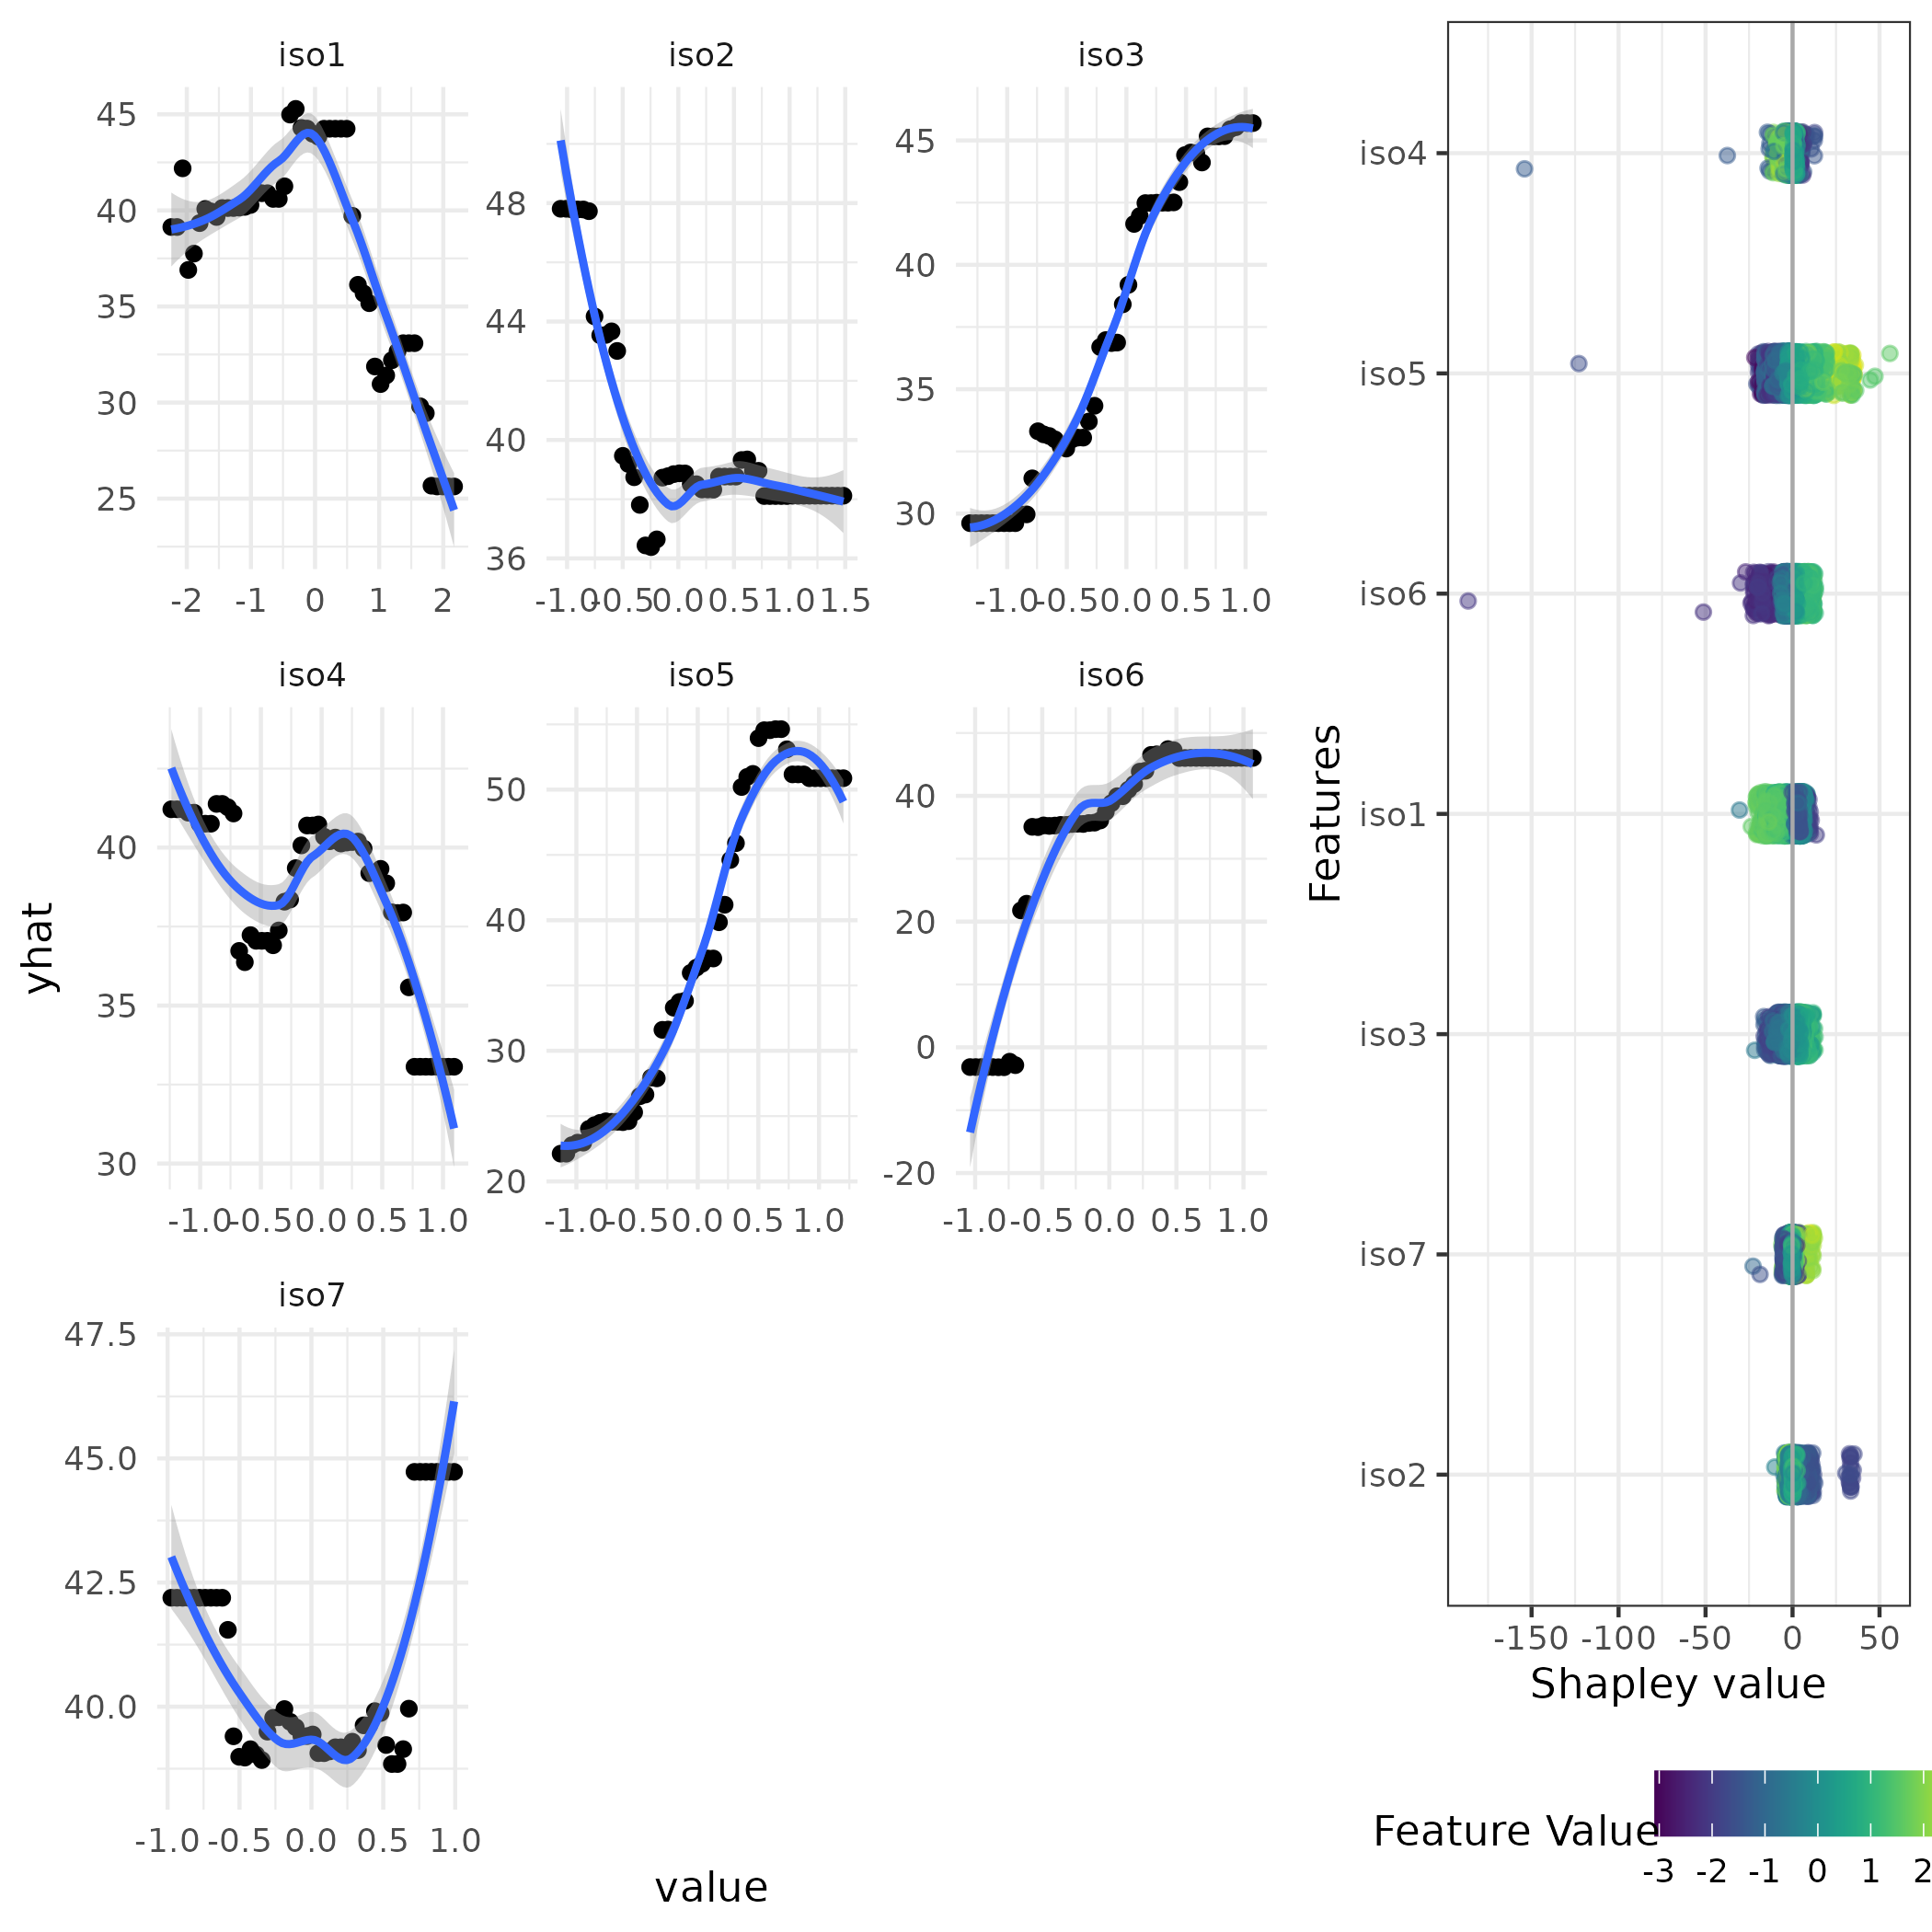 iso1
iso2
iso3
45
40
35
30
25
48
44
40
36
45
40
35
30
-2 -1 0 1 2
-1.0 -0.5 0.0 0.5 1.0 1.5
-1.0 -0.5 0.0 0.5 1.0
iso4
iso5
iso6
40
35
30
50
40
30
20
40
20
0
-20
-1.0 -0.5 0.0 0.5 1.0
-1.0 -0.5 0.0 0.5 1.0
-1.0 -0.5 0.0 0.5 1.0
iso7
47.5
45.0
42.5
40.0
-1.0 -0.5 0.0 0.5 1.0
yhat
value
Features
iso4
iso5
iso6
iso1
iso3
iso7
iso2
-150 -100 -50 0 50
Shapley value
Feature Value
-3 -2 -1 0 1 2